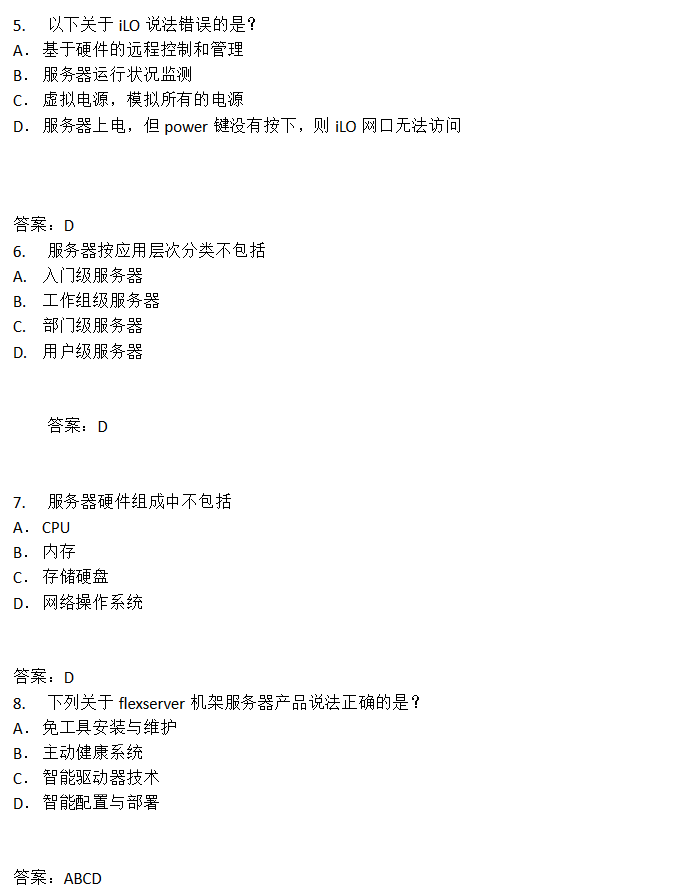 5. 以下关于 iLO 说法错误的是？
A．基于硬件的远程控制和管理
B．服务器运行状况监测
C．虚拟电源，模拟所有的电源
D．服务器上电，但 power 键没有按下，则 iLO 网口无法访问
答案：D
6. 服务器按应用层次分类不包括
A. 入门级服务器
B. 工作组级服务器
C. 部门级服务器
D. 用户级服务器
答案：D
7. 服务器硬件组成中不包括
A．CPU
B．内存
C．存储硬盘
D．网络操作系统
答案：D
8. 下列关于 flexserver 机架服务器产品说法正确的是？
A．免工具安装与维护
B．主动健康系统
C．智能驱动器技术
D．智能配置与部署
答案：ABCD